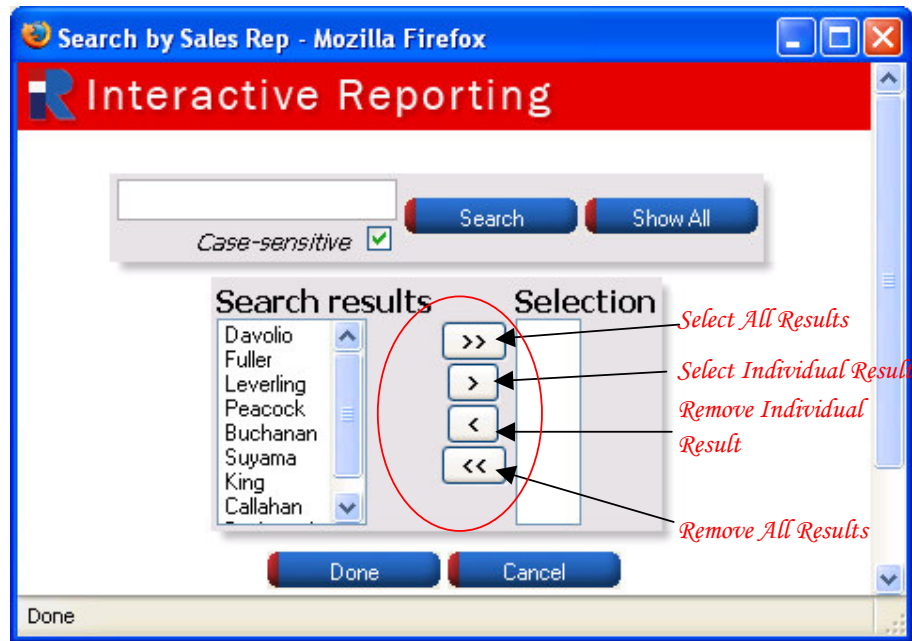 Search by Sales Rep - Mozilla Firefox
iR Interactive Reporting
Search
Show All
Case-sensitive
Search results
Selection
Davolio
Fuller
Leverling
Peacock
Buchanan
Suyama
King
Callahan
>>
>
<
<<
Select All Results
Select Individual Result
Remove Individual
Result
Remove All Results
Done
Cancel
Done